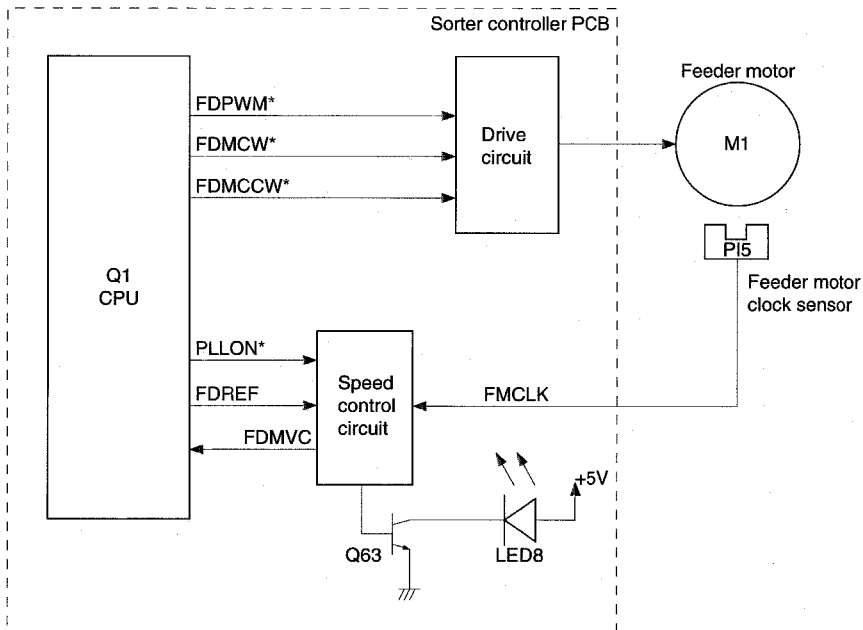 Sorter controller PCB
Feeder motor
FDPWM*
FDMCW*
FDMCCW*
Drive
circuit
M1
PI5
Q1
CPU
Feeder motor
clock sensor
PLLON*
FDREF
FDMVC
Speed
control
circuit
FMCLK
+5V
Q63
LED8